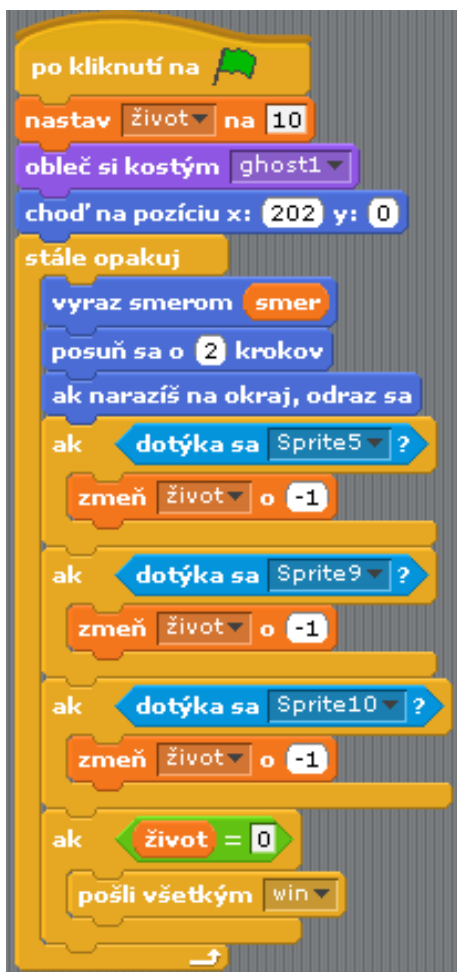 po kliknutí na
nastav život na 10
obleč si kostým ghost1
choď na pozíciu x: 202 y: 0
stále opakuj
vyraz smerom smer
posuň sa o 2 krokov
ak narazíš na okraj, odraz sa
ak dotýka sa Sprite5 ?
zmeň život o -1
ak dotýka sa Sprite9 ?
zmeň život o -1
ak dotýka sa Sprite10 ?
zmeň život o -1
ak život = 0
pošli všetkým win